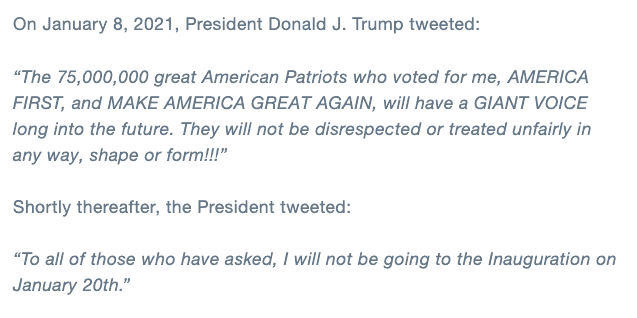 On January 8, 2021, President Donald J. Trump tweeted:
“The 75,000,000 great American Patriots who voted for me, AMERICA
FIRST, and MAKE AMERICA GREAT AGAIN, will have a GIANT VOICE
long into the future. They will not be disrespected or treated unfairly in
any way, shape or form!!!”
Shortly thereafter, the President tweeted:
“To all of those who have asked, I will not be going to the Inauguration on
January 20th.”